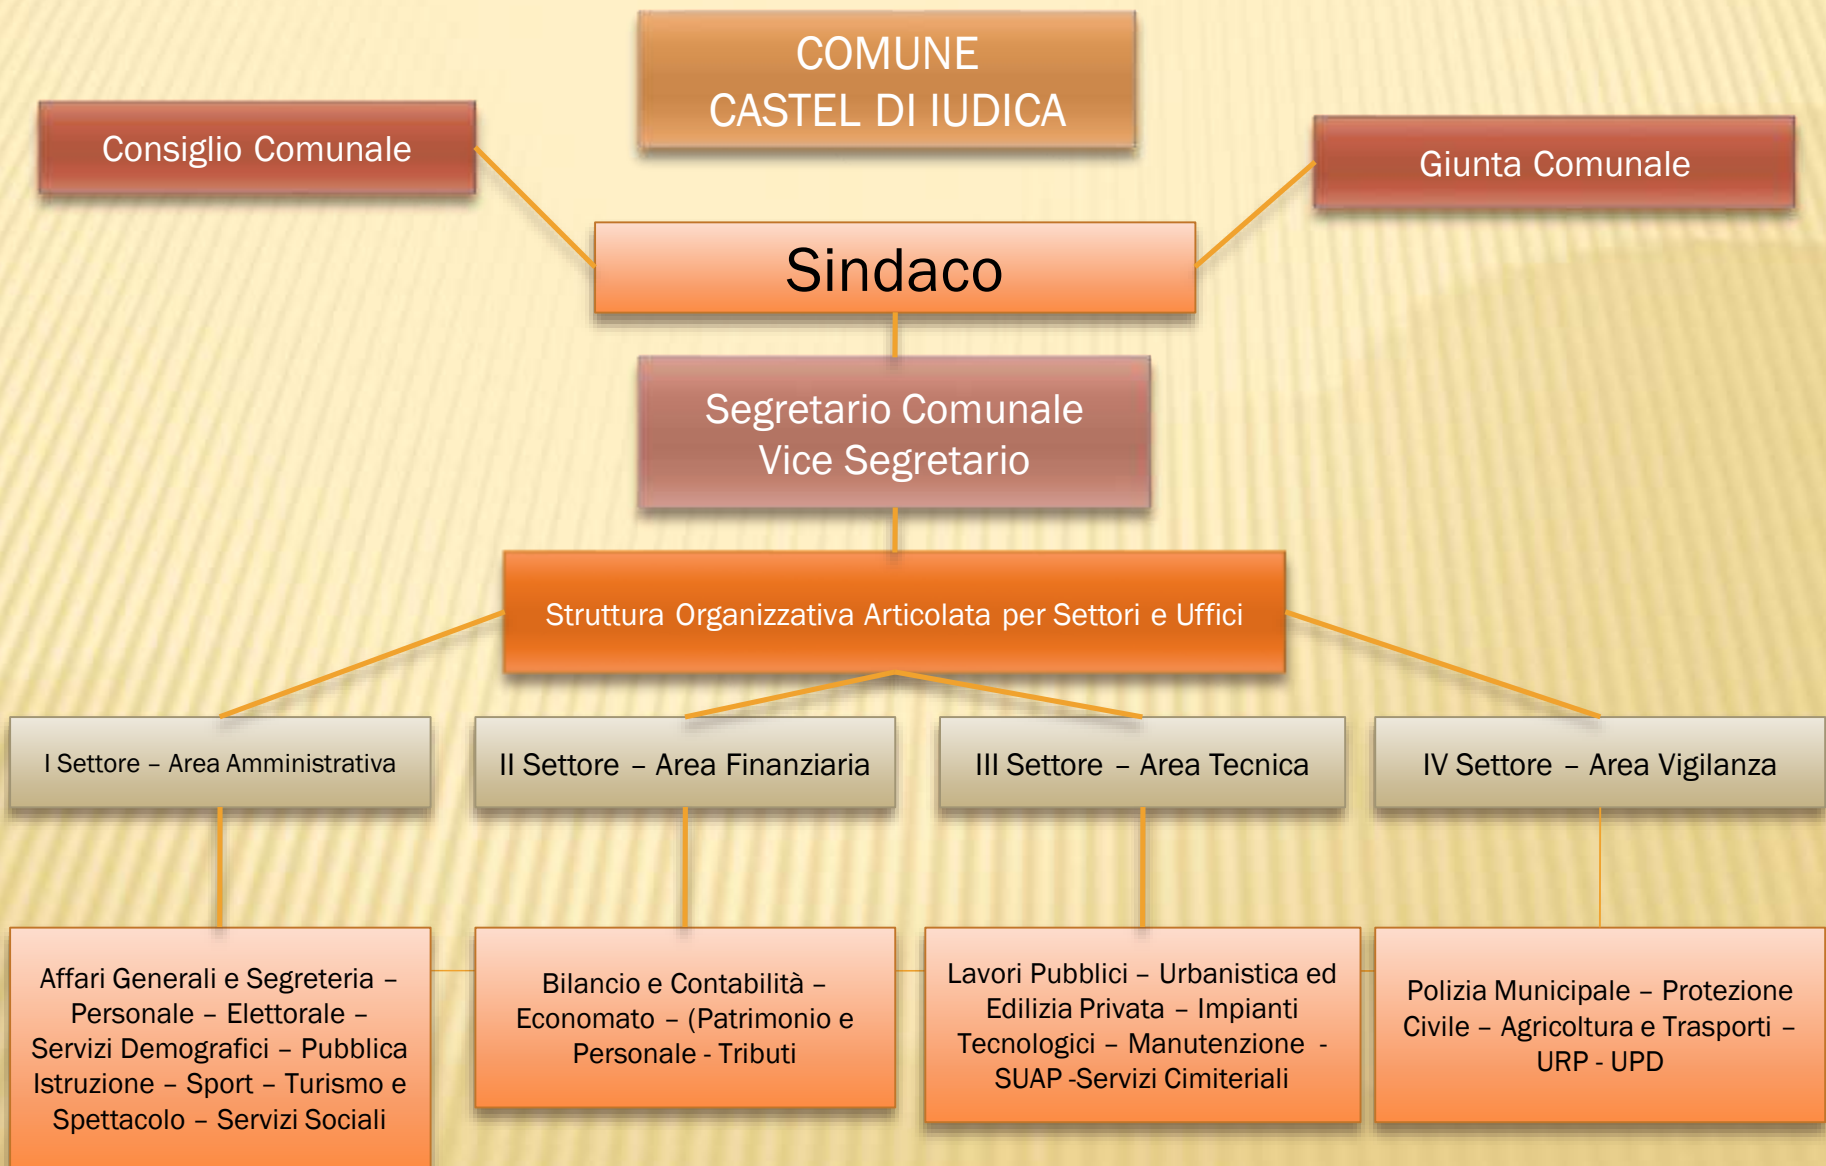 COMUNE
CASTEL DI IUDICA
Consiglio Comunale
Giunta Comunale
Sindaco
Segretario Comunale
Vice Segretario
Struttura Organizzativa Articolata per Settori e Uffici
I Settore – Area Amministrativa
II Settore – Area Finanziaria
III Settore – Area Tecnica
IV Settore – Area Vigilanza
Affari Generali e Segreteria –
Personale – Elettorale –
Servizi Demografici – Pubblica
Istruzione – Sport – Turismo e
Spettacolo – Servizi Sociali
Bilancio e Contabilità –
Economato – (Patrimonio e
Personale - Tributi
Lavori Pubblici – Urbanistica ed
Edilizia Privata – Impianti
Tecnologici – Manutenzione -
SUAP -Servizi Cimiteriali
Polizia Municipale – Protezione
Civile – Agricoltura e Trasporti –
URP - UPD